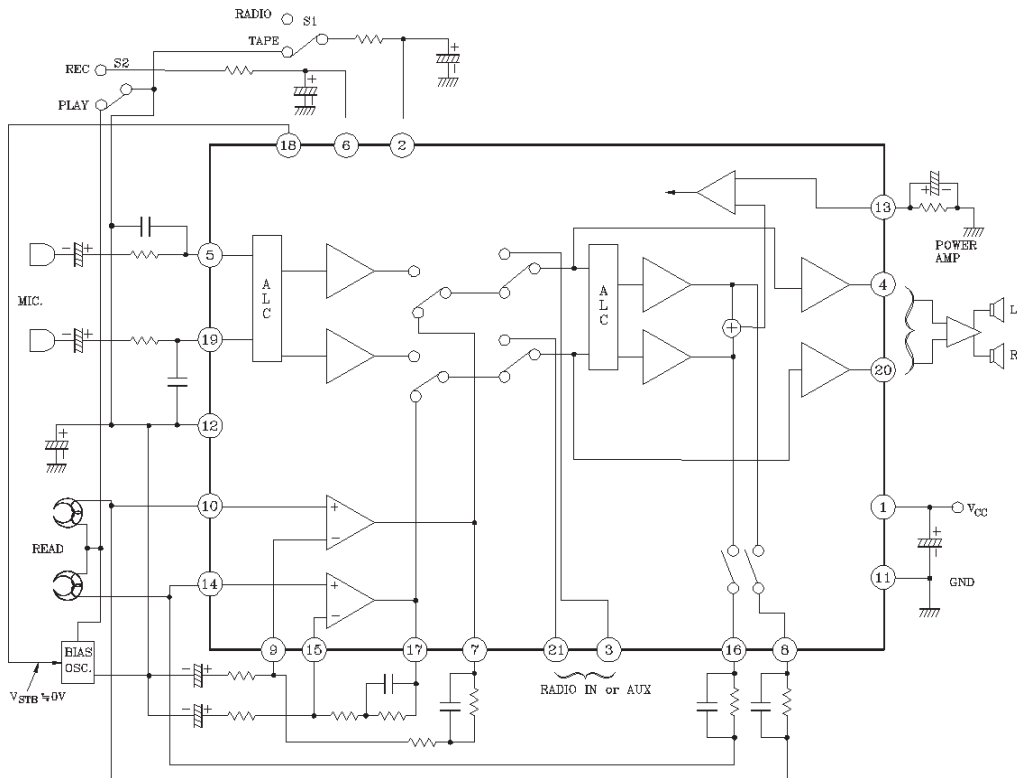 RADIO
S1
TAPE
REC
S2
PLAY
18
6
2
13
POWER
AMP
5
ALC
ALC
4
MIC.
L
19
R
20
12
10
1
VCC
READ
14
11
GND
BIAS
OSC.
9
15
17
7
21
3
16
8
VSTB ≒0V
RADIO IN or AUX